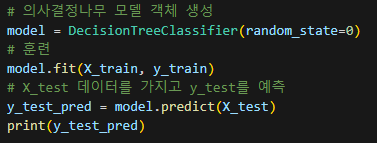 # 의사결정나무 모델 객체 생성
model = DecisionTreeClassifier(random_state=0)
# 훈련
model.fit(X_train, y_train)
# X_test 데이터를 가지고 y_test를 예측
y_test_pred = model.predict(X_test)
print(y_test_pred)